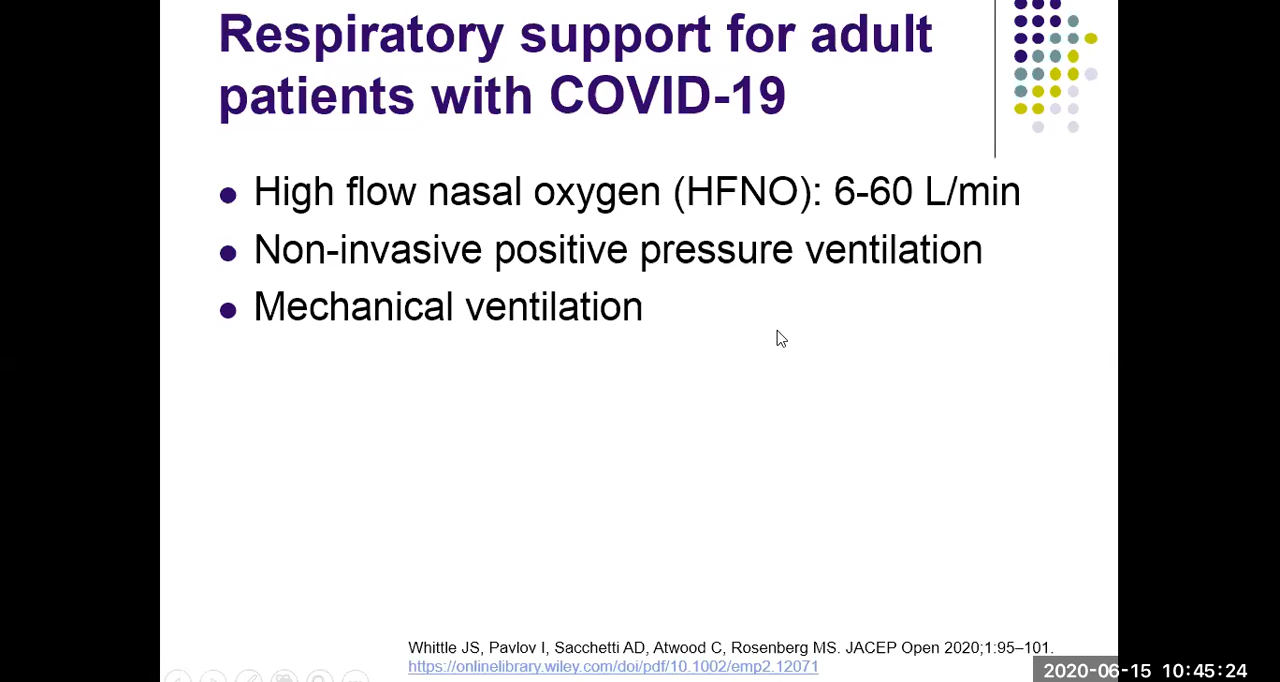 Respiratory support for adult
patients with COVID-19
High flow nasal oxygen (HFNO): 6-60 L/min
Non-invasive positive pressure ventilation
Mechanical ventilation
Whittle JS, Pavlov I, Sacchetti AD, Atwood C, Rosenberg MS. JACEP Open 2020;1:95–101.
https://onlinelibrary.wiley.com/doi/pdf/10.1002/emp2.12071
2020-06-15 10:45:24